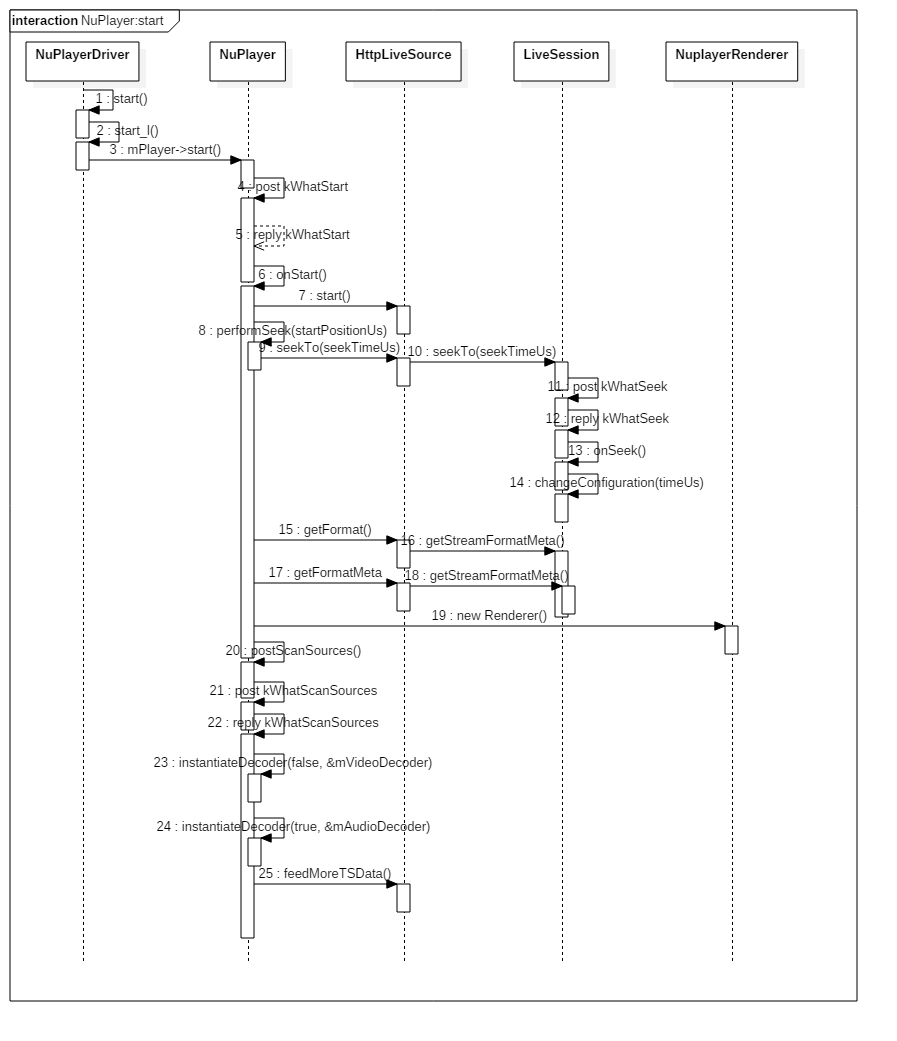 interaction NuPlayer:start
NuPlayerDriver
NuPlayer
HttpLiveSource
LiveSession
NuplayerRenderer
1 : start()
2 : start_l()
3 : mPlayer->start()
4 : post kWhatStart
5 : reply kWhatStart
6 : onStart()
7 : start()
8 : performSeek(startPositionUs)
9 : seekTo(seekTimeUs)
10 : seekTo(seekTimeUs)
11 : post kWhatSeek
12 : reply kWhatSeek
13 : onSeek()
14 : changeConfiguration(timeUs)
15 : getFormat()
16 : getStreamFormatMeta()
17 : getFormatMeta
18 : getStreamFormatMeta()
19 : new Renderer()
20 : postScanSources()
21 : post kWhatScanSources
22 : reply kWhatScanSources
23 : instantiateDecoder(false, &mVideoDecoder)
24 : instantiateDecoder(true, &mAudioDecoder)
25 : feedMoreTSData()